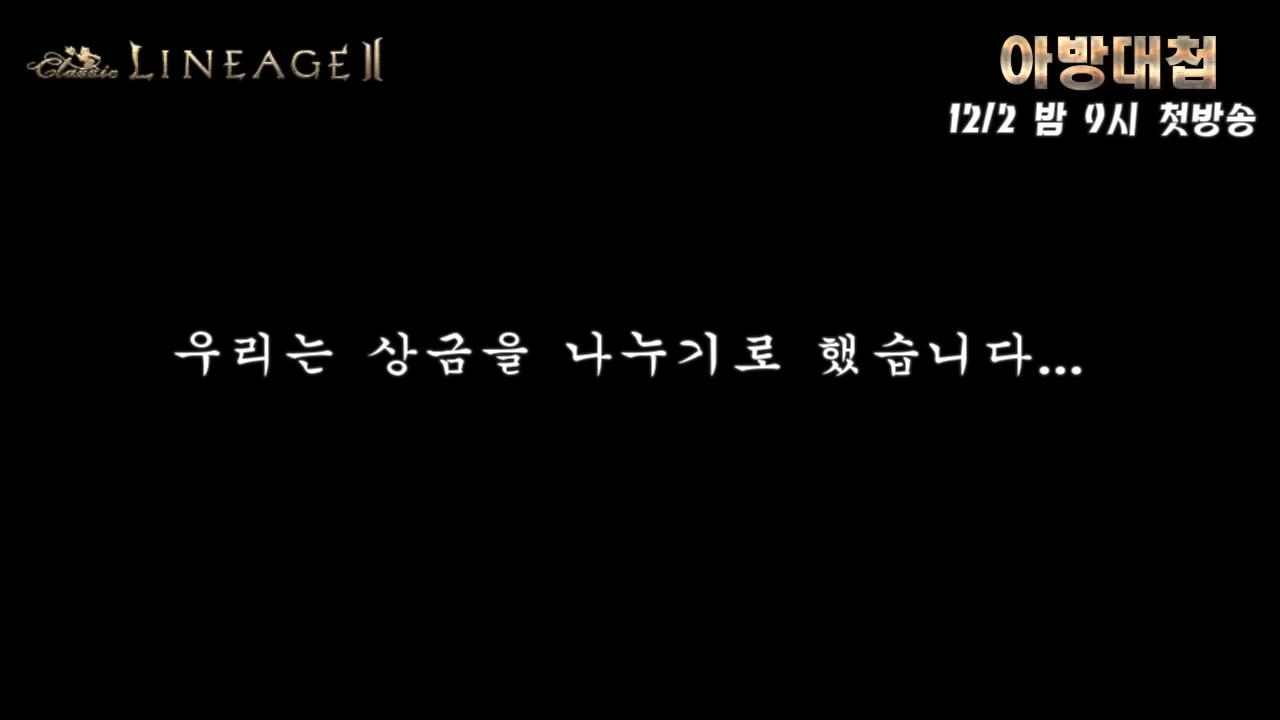 Classic LINEAGE II
아방대첩
12/2 밤 9시 첫방송
우리는 상금을 나누기로 했습니다...